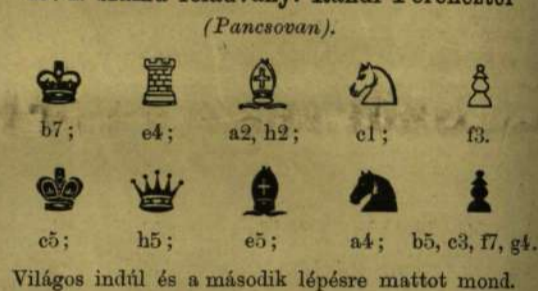 (Pancsovan).
b7; e4; a2, h2; c1; f3.
c5; h5; e5; a4; b5, c3, f7, g4.
Világos indúl és a második lépésre mattot mond.